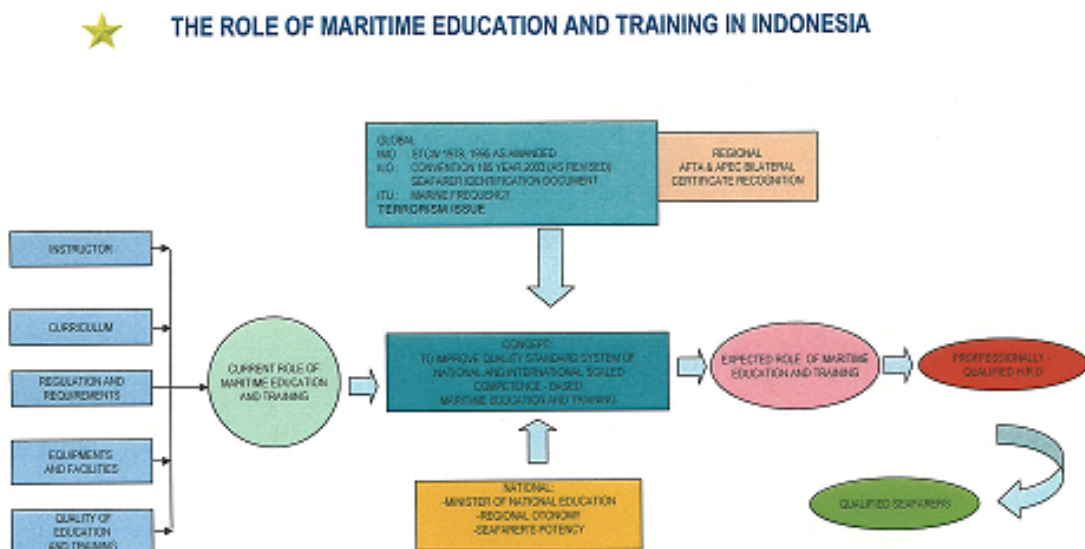 THE ROLE OF MARITIME EDUCATION AND TRAINING IN INDONESIA
GLOBAL
IMO : STCW 1978, 1995 AS AMANDED
ILO : CONVENTION 185 YEAR 2003 (AS REVISED)
SEAFARER IDENTIFICATION DOCUMENT
ITU : MARINE FREQUENCY
TERRORISM ISSUE
REGIONAL
AFTA & APEC BILATERAL
CERTIFICATE RECOGNITION
INSTRUCTOR
CURRICULUM
REGULATION AND
REQUIREMENTS
EQUIPMENTS
AND FACILITIES
QUALITY OF
EDUCATION
AND TRAINING
CURRENT ROLE OF
MARITIME EDUCATION
AND TRAINING
CONCEPT:
TO IMPROVE QUALITY STANDARD SYSTEM OF
NATIONAL AND INTERNATIONAL SCALED
COMPETENCE - BASED
MARITIME EDUCATION AND TRAINING
NATIONAL:
-MINISTER OF NATIONAL EDUCATION
-REGIONAL OTONOMY
-SEAFARER'S POTENCY
EXPECTED ROLE OF MARITIME
EDUCATION AND TRAINING
PROFFESSIONALLY -
QUALIFIED H.R.D
QUALIFIED SEAFARERS